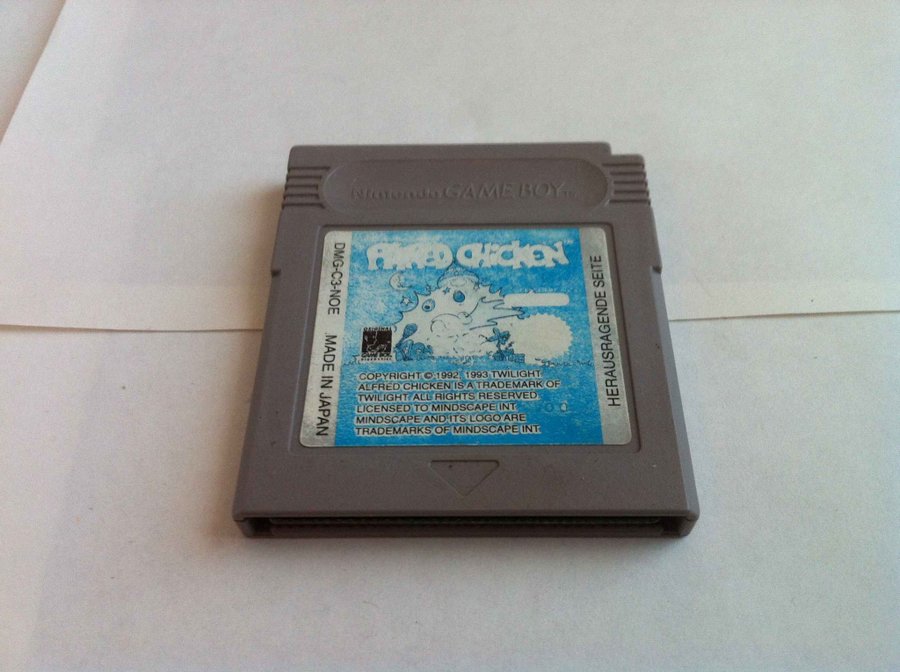 Nintendo GAME BOY TM
ALFRED CHICKEN
DMG-C3-NOE MADE IN JAPAN
HERAUSRAGENDE SEITE
ORIGINAL
COPYRIGHT © 1992 1993 TWILIGHT
ALFRED CHICKEN IS A TRADEMARK OF
TWILIGHT. ALL RIGHTS RESERVED
LICENSED TO MINDSCAPE INT
MINDSCAPE AND ITS LOGO ARE
TRADEMARKS OF MINDSCAPE INT.